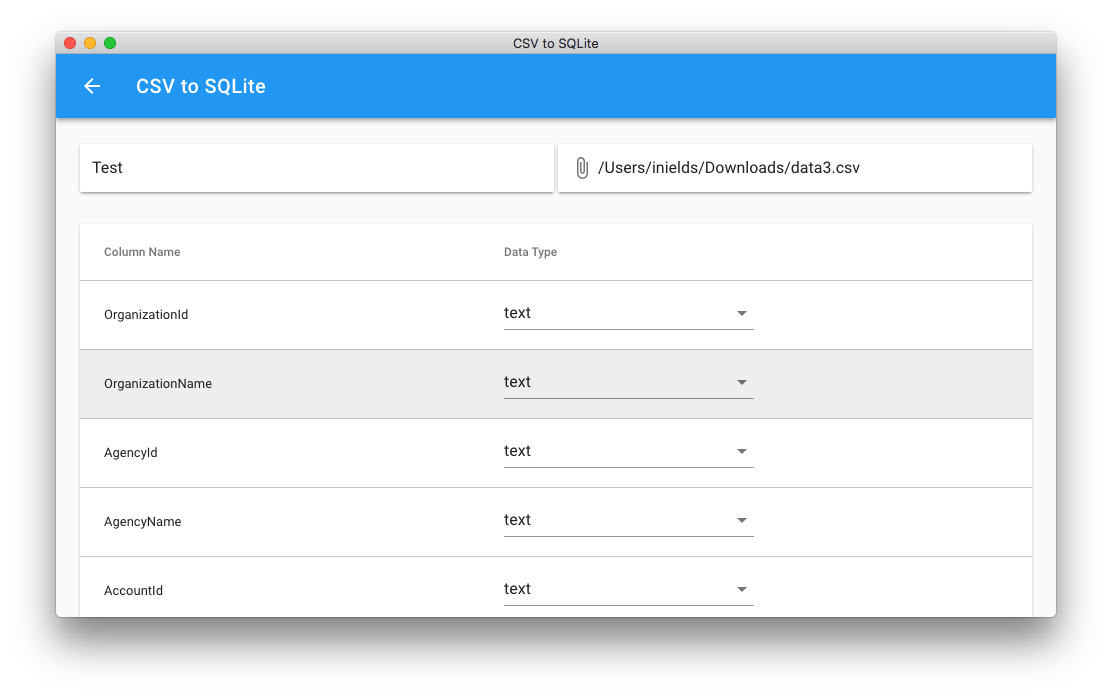 CSV to SQLite
CSV to SQLite
Test
/Users/inields/Downloads/data3.csv
Column Name Data Type
OrganizationId text
OrganizationName text
AgencyId text
AgencyName text
AccountId text